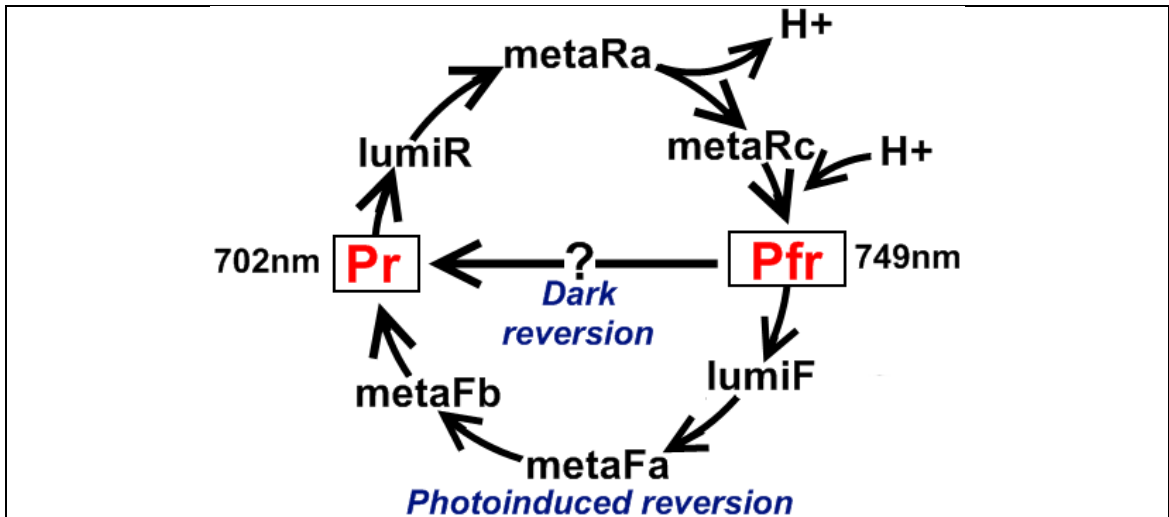 H+
metaRa
metaRc
H+
lumiR
702nm
Pr
?
Pfr
749nm
Dark
reversion
lumiF
metaFb
metaFa
Photoinduced reversion